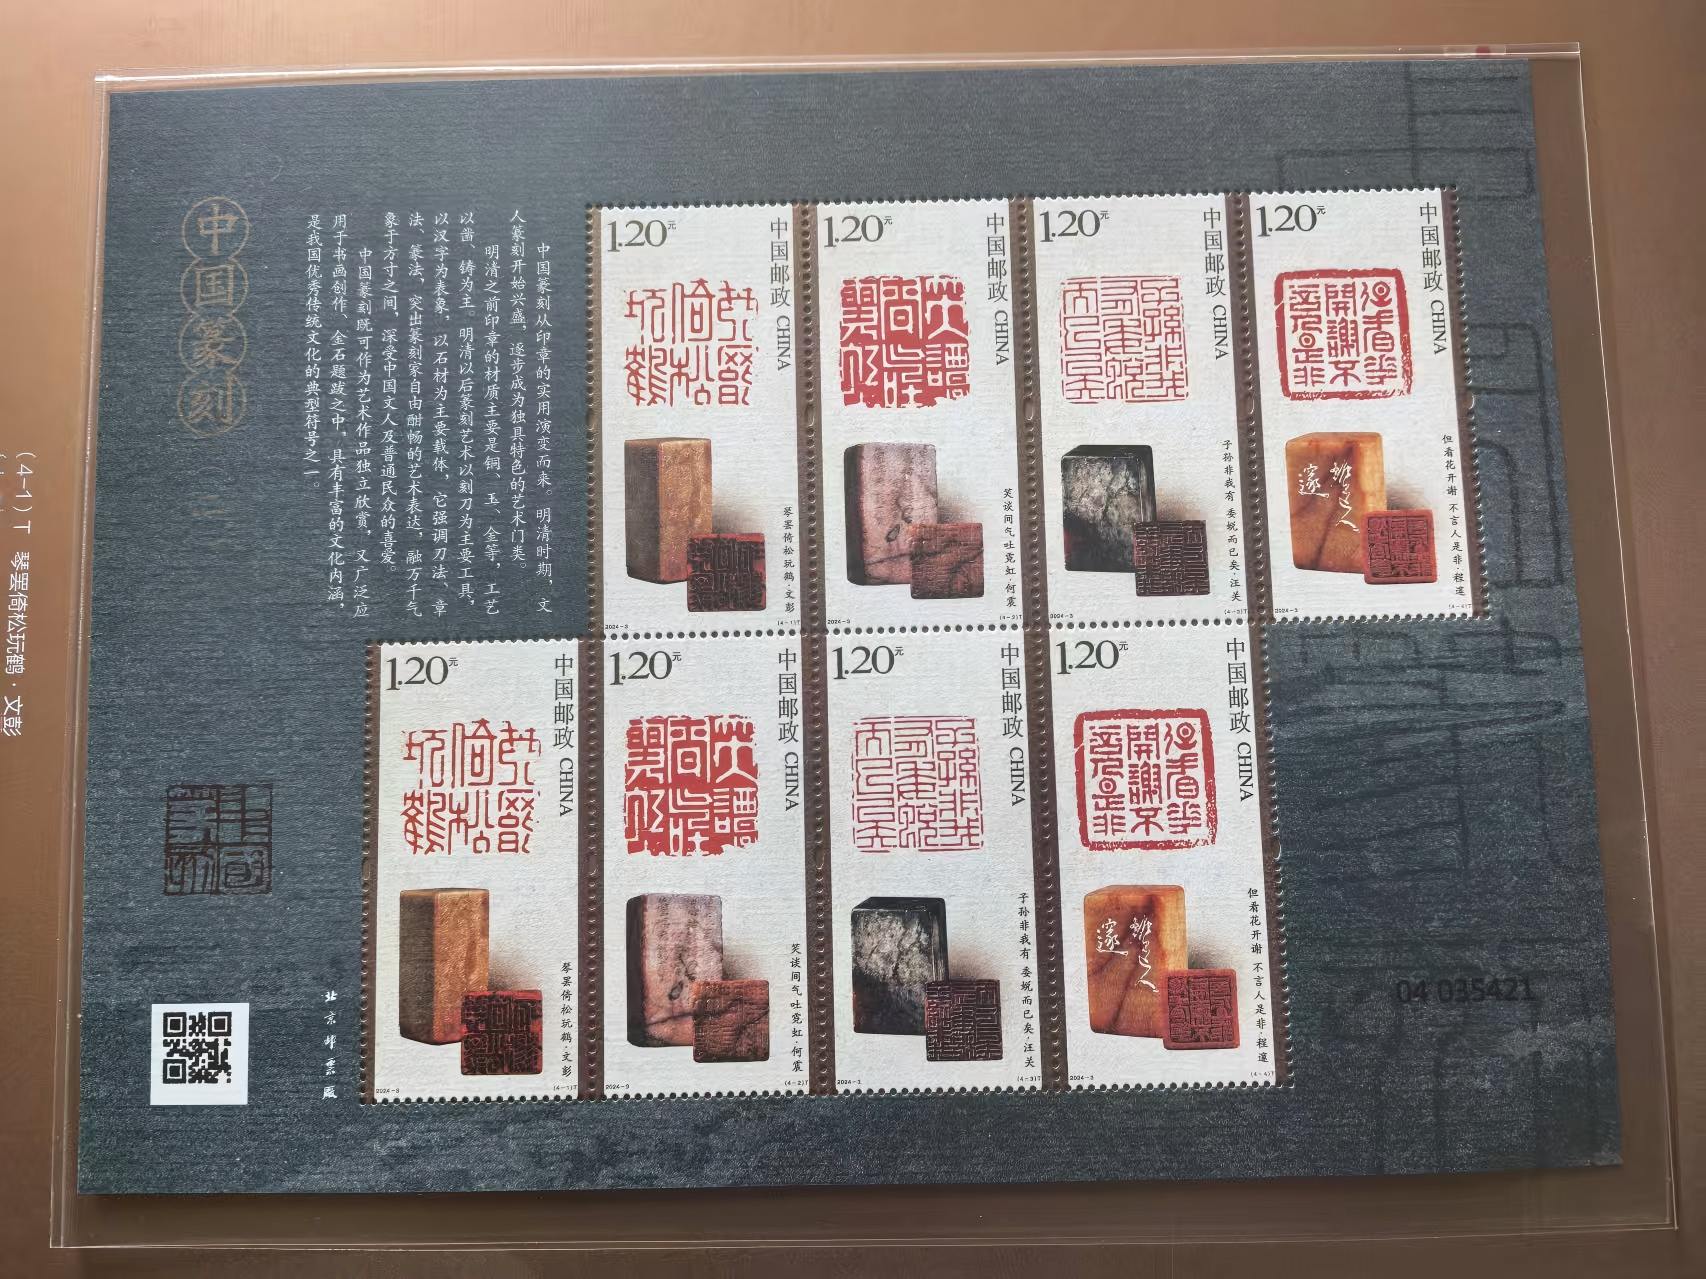 中国篆刻
（二）
中国篆刻从印章的实用演变而来。明清时期，文
人篆刻开始兴盛，逐步成为独具特色的艺术门类。
明清之前印章的材质主要是铜、玉、金等，工艺
以凿、铸为主。明清以后篆刻艺术以刻刀为主要工具，
以汉字为表象，以石材为主要载体，它强调刀法、章
法、篆法，突出篆刻家自由酣畅的艺术表达，融万千气
象于方寸之间，深受中国文人及普通民众的喜爱。
中国篆刻既可作为艺术作品独立欣赏，又广泛应
用于书画创作、金石题跋之中，具有丰富的文化内涵，
是我国优秀传统文化的典型符号之一。
1.20元
中国邮政 CHINA
琴罢倚松玩鹤·文彭
2024-3
(4-1)T
1.20元
中国邮政 CHINA
笑谈间气吐霓虹·何震
(4-2)T
1.20元
中国邮政 CHINA
子孙非我有 委蜕而已矣·汪关
2024-3
(4-3)T
1.20元
中国邮政 CHINA
但看花开谢 不言人是非·程邃
2024-3
(4-4)T
1.20元
中国邮政 CHINA
琴罢倚松玩鹤·文彭
2024-3
(4-1)T
1.20元
中国邮政 CHINA
笑谈间气吐霓虹·何震
2024-3
(4-2)T
1.20元
中国邮政 CHINA
子孙非我有 委蜕而已矣·汪关
2024-3
(4-3)T
1.20元
中国邮政 CHINA
但看花开谢 不言人是非·程邃
2024-3
(4-4)T
北京邮票厂
（4-1）T 琴罢倚松玩鹤·文彭